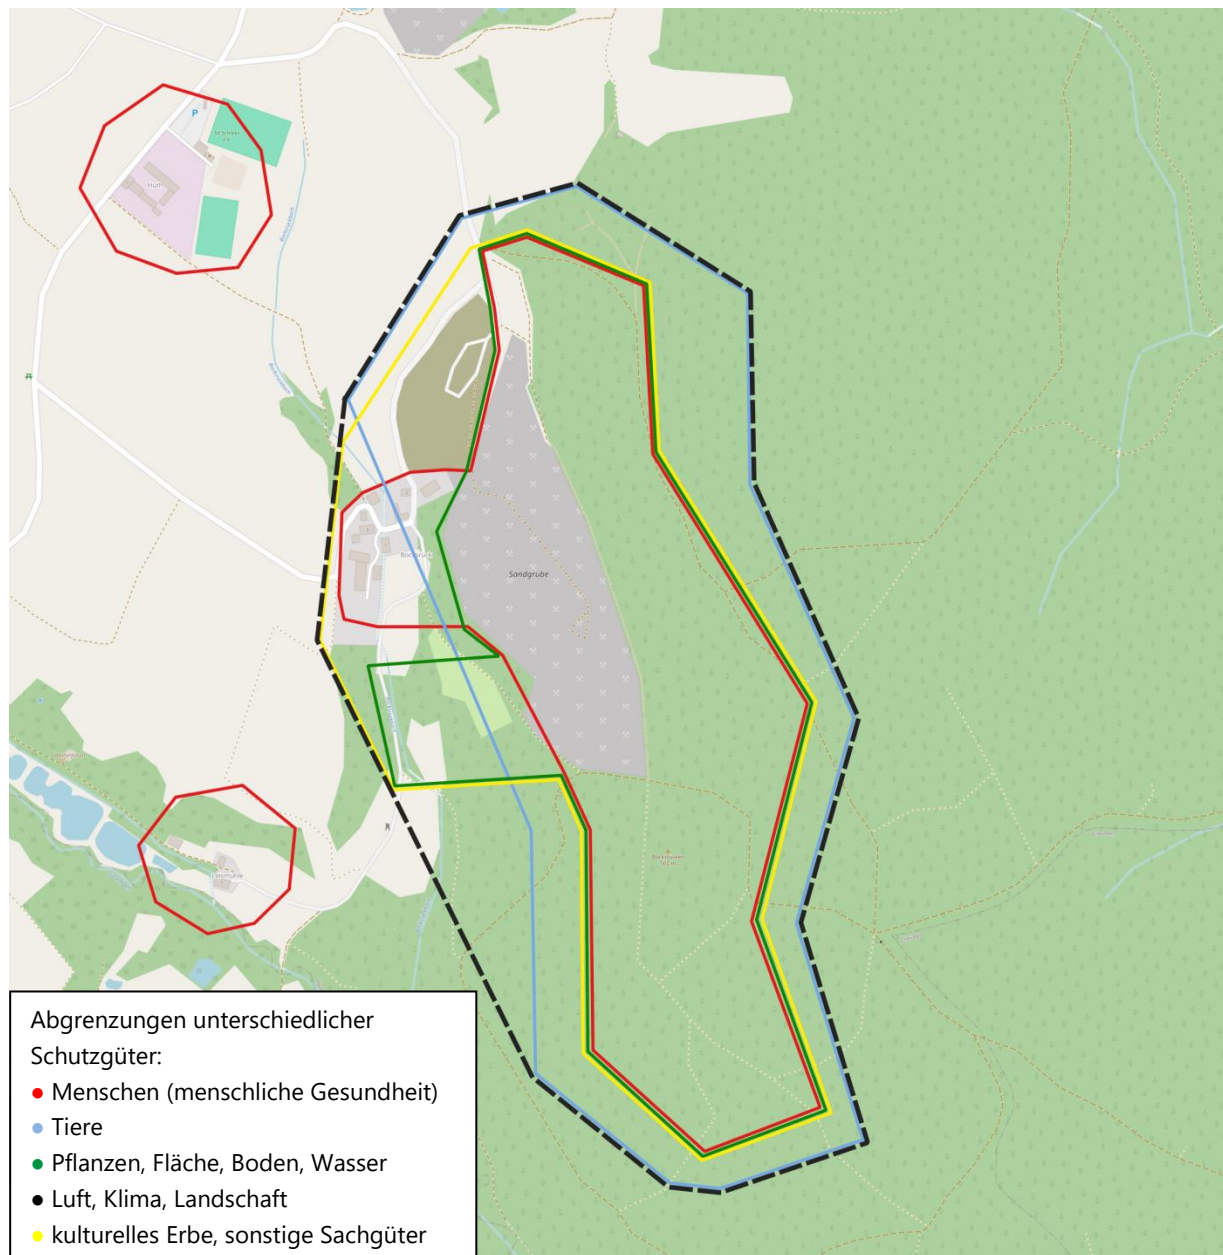 P
Huth
Sandgrube
Abgrenzungen unterschiedlicher
Schutzgüter:
● Menschen (menschliche Gesundheit)
● Tiere
● Pflanzen, Fläche, Boden, Wasser
● Luft, Klima, Landschaft
● kulturelles Erbe, sonstige Sachgüter